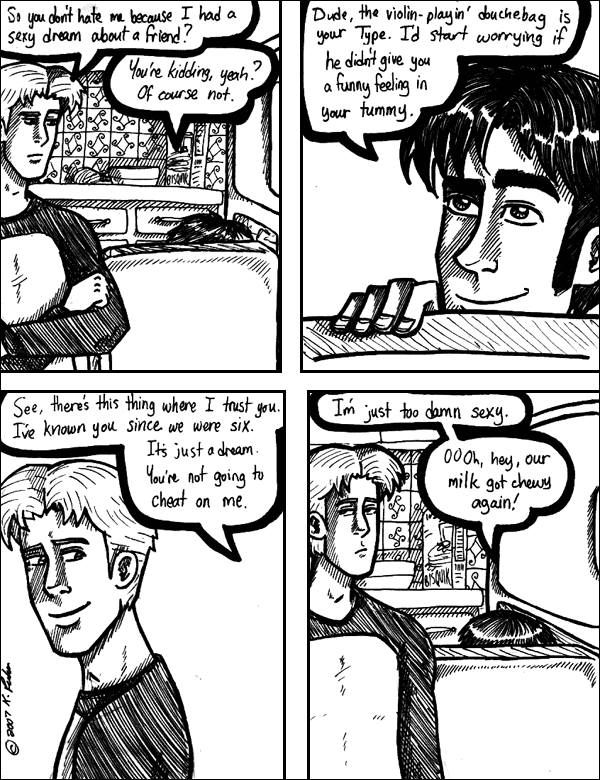 So you don't hate me because I had a
sexy dream about a friend?
You're kidding, yeah?
Of course not.
BISQUIK
Dude, the violin-playin' douchebag is
your Type. I'd start worrying if
he didn't give you
a funny feeling in
your tummy.
See, there's this thing where I trust you.
I've known you since we were six.
It's just a dream.
You're not going to
cheat on me.
© 2007 K.
I'm just too damn sexy.
OOOh, hey, our
milk got chewy
again!
BISQUIK